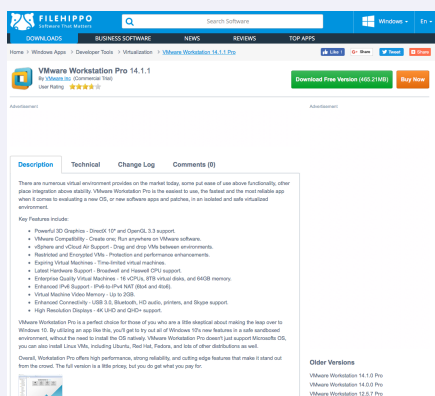 FILEHIPPO
Software That Matters
Search Software
Windows
En
DOWNLOADS
BUSINESS SOFTWARE
NEWS
REVIEWS
TOP APPS
Home > Windows Apps > Developer Tools > Virtualization > VMware Workstation 14.1.1 Pro
Like 1
G+ Share
Tweet
Share
VMware Workstation Pro 14.1.1
By VMware Inc (Commercial Trial)
User Rating
Download Free Version (465.21MB)
Buy Now
Advertisement
Advertisement
Description
Technical
Change Log
Comments (0)
There are numerous virtual environment provides on the market today, some put ease of use above functionality, other
place integration above stability. VMware Workstation Pro is the easiest to use, the fastest and the most reliable app
when it comes to evaluating a new OS, or new software apps and patches, in an isolated and safe virtualized
environment.
Key Features include:
• Powerful 3D Graphics - DirectX 10* and OpenGL 3.3 support.
• VMware Compatibility - Create one; Run anywhere on VMware software.
• vSphere and vCloud Air Support - Drag and drop VMs between environments.
• Restricted and Encrypted VMs - Protection and performance enhancements.
• Expiring Virtual Machines - Time-limited virtual machines.
• Latest Hardware Support - Broadwell and Haswell CPU support.
• Enterprise Quality Virtual Machines - 16 vCPUs, 8TB virtual disks, and 64GB memory.
• Enhanced IPv6 Support - IPv6-to-IPv4 NAT (6to4 and 4to6).
• Virtual Machine Video Memory - Up to 2GB.
• Enhanced Connectivity - USB 3.0, Bluetooth, HD audio, printers, and Skype support.
• High Resolution Displays - 4K UHD and QHD+ support.
VMware Workstation Pro is a perfect choice for those of you who are a little skeptical about making the leap over to
Windows 10. By utilizing an app like this, you'll get to try out all of Windows 10's new features in a safe sandboxed
environment, without the need to install the OS natively. VMware Workstation Pro doesn't just support Microsofts OS,
you can also install Linux VMs, including Ubuntu, Red Hat, Fedora, and lots of other distributions as well.
Overall, Workstation Pro offers high performance, strong reliability, and cutting edge features that make it stand out
from the crowd. The full version is a little pricey, but you do get what you pay for.
Older Versions
VMware Workstation 14.1.0 Pro
VMware Workstation 14.0.0 Pro
VMware Workstation 12.5.7 Pro